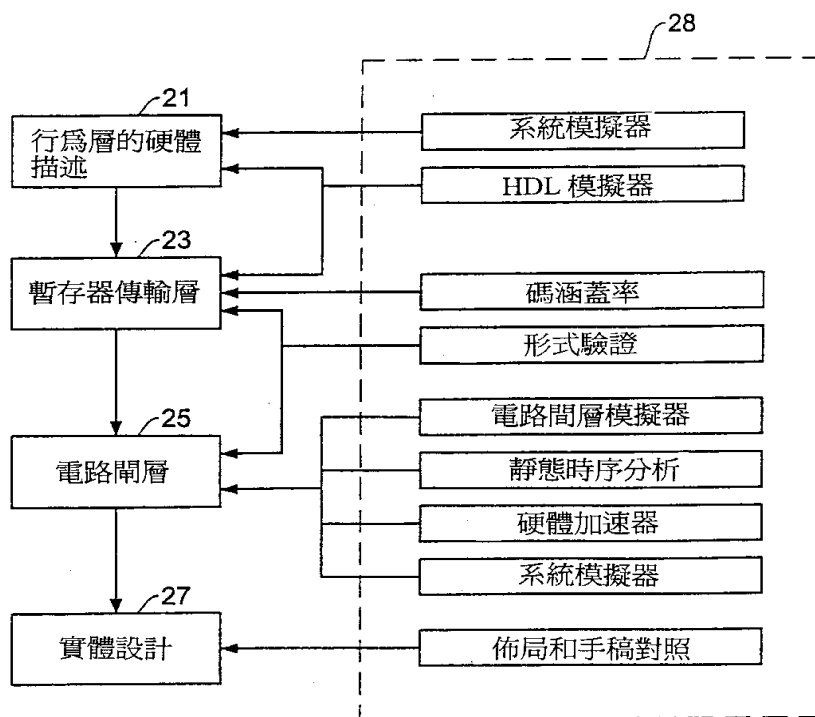 28
21
行爲層的硬體
描述
系統模擬器
HDL 模擬器
23
暫存器傳輸層
碼涵蓋率
形式驗證
25
電路閘層
電路間層模擬器
靜態時序分析
硬體加速器
系統模擬器
27
實體設計
佈局和手稿對照